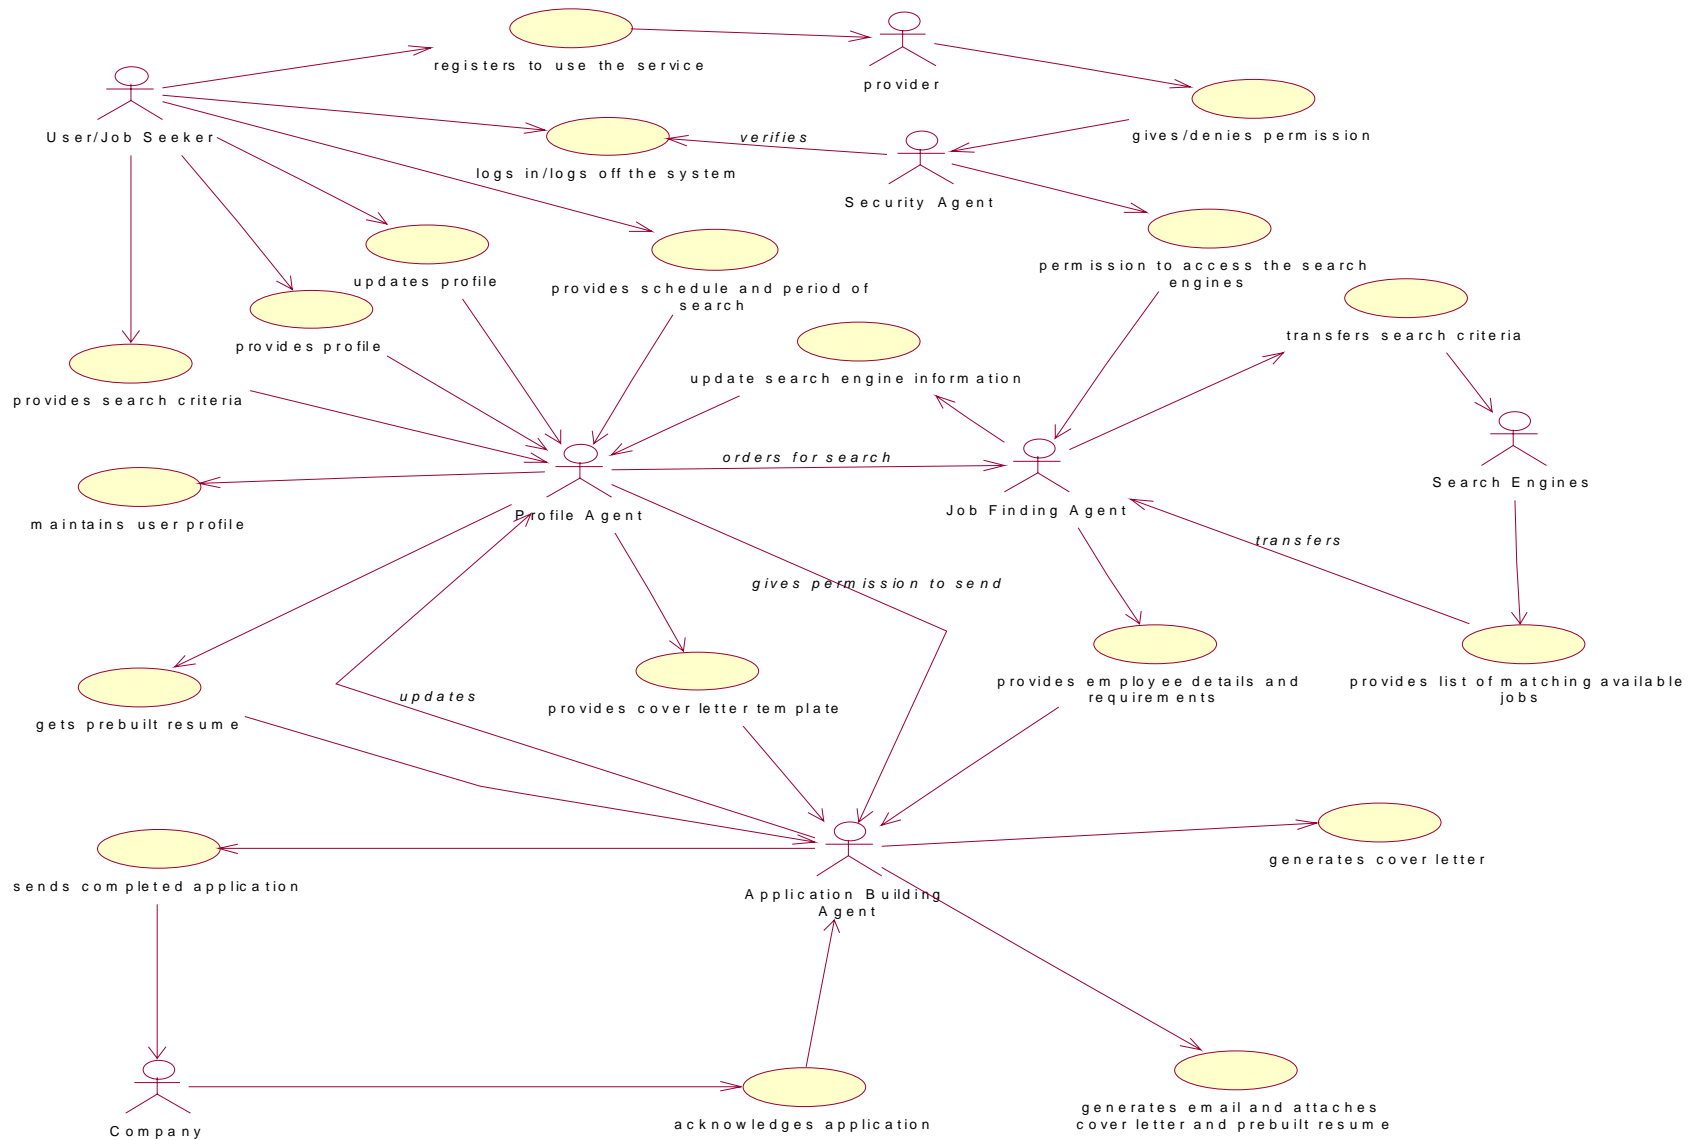 registers to use the service
provider
User/Job Seeker
verifies
gives/denies permission
logs in/logs off the system
Security Agent
updates profile
provides schedule and period of
search
permission to access the search
engines
provides profile
transfers search criteria
update search engine information
provides search criteria
orders for search
Search Engines
maintains user profile
Profile Agent
Job Finding Agent
transfers
gives permission to send
updates
gets prebuilt resume
provides cover letter template
provides employee details and
requirements
provides list of matching available
jobs
generates cover letter
sends completed application
Application Building
Agent
Company
acknowledges application
generates email and attaches
cover letter and prebuilt resume